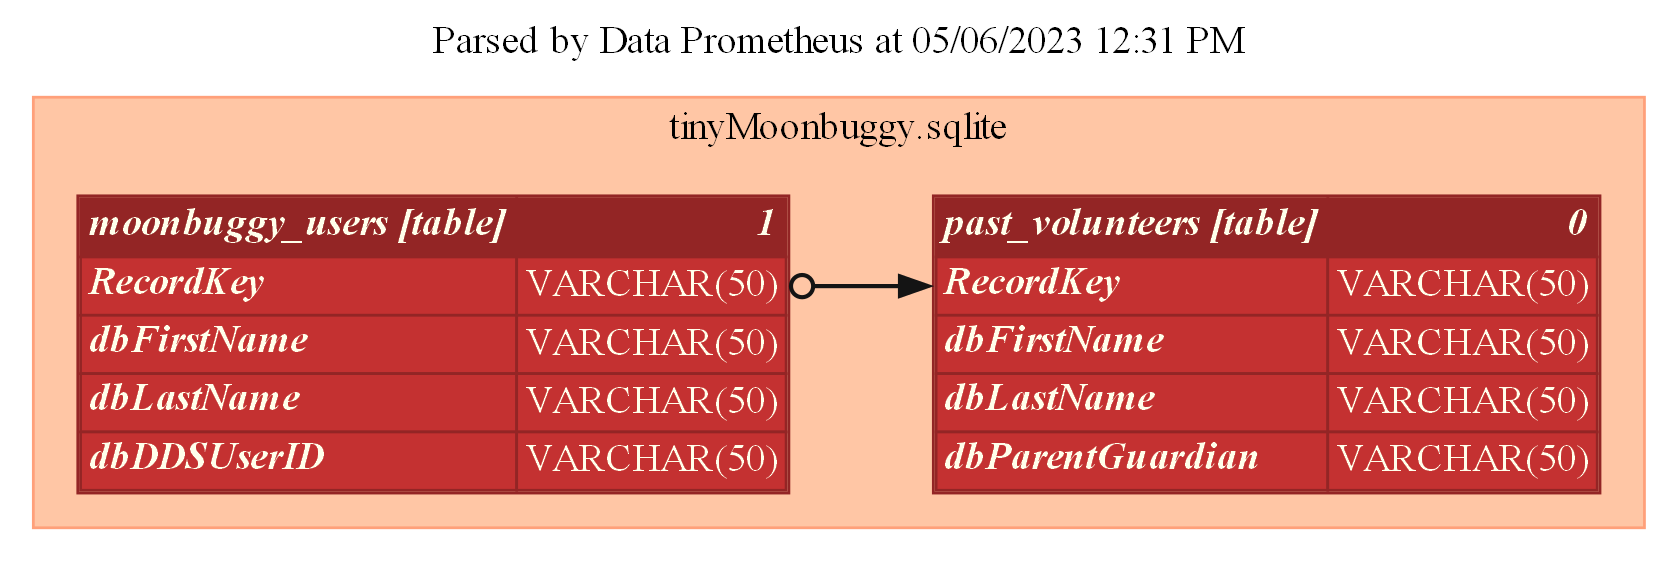 Parsed by Data Prometheus at 05/06/2023 12:31 PM
tinyMoonbuggy.sqlite
moonbuggy_users [table] 1
RecordKey VARCHAR(50)
dbFirstName VARCHAR(50)
dbLastName VARCHAR(50)
dbDDSUserID VARCHAR(50)
past_volunteers [table] 0
RecordKey VARCHAR(50)
dbFirstName VARCHAR(50)
dbLastName VARCHAR(50)
dbParentGuardian VARCHAR(50)